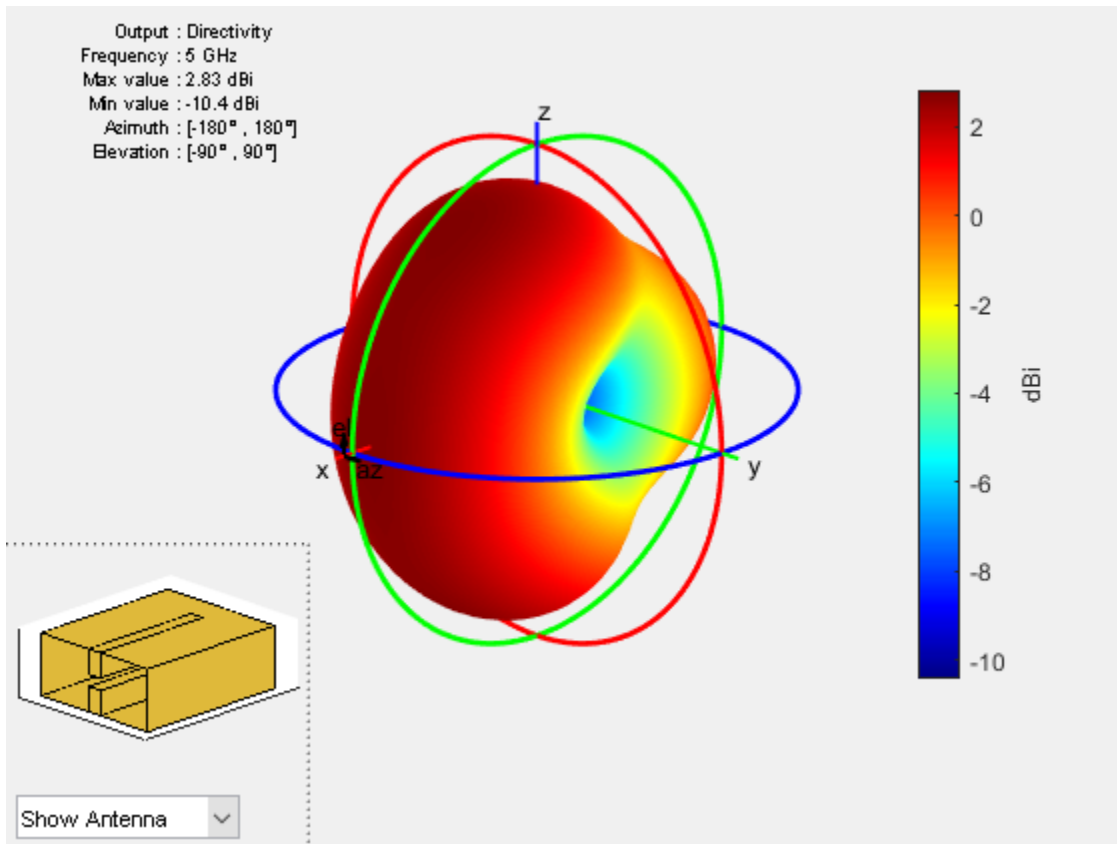 Output : Directivity
Frequency : 5 GHz
Max value : 2.83 dBi
Min value : -10.4 dBi
Azimuth : [-180° , 180°]
Elevation : [-90° , 90°]
z
el
x
az
y
2
0
-2
-4
-6
-8
-10
dBi
Show Antenna